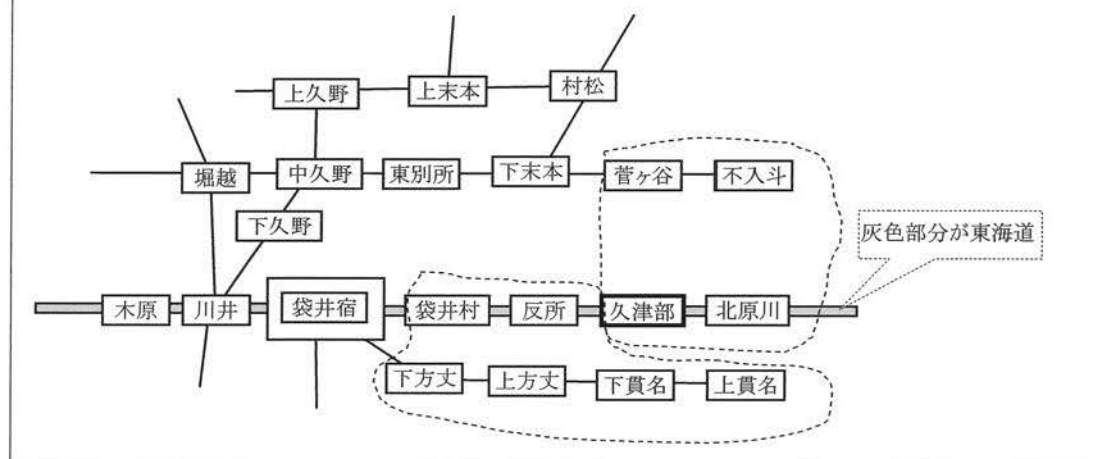 上久野 上末本 村松
堀越 中久野 東別所 下末本 菅ヶ谷 不入斗
下久野
灰色部分が東海道
木原 川井 袋井宿 袋井村 反所 久津部 北原川
下方丈 上方丈 下貫名 上貫名